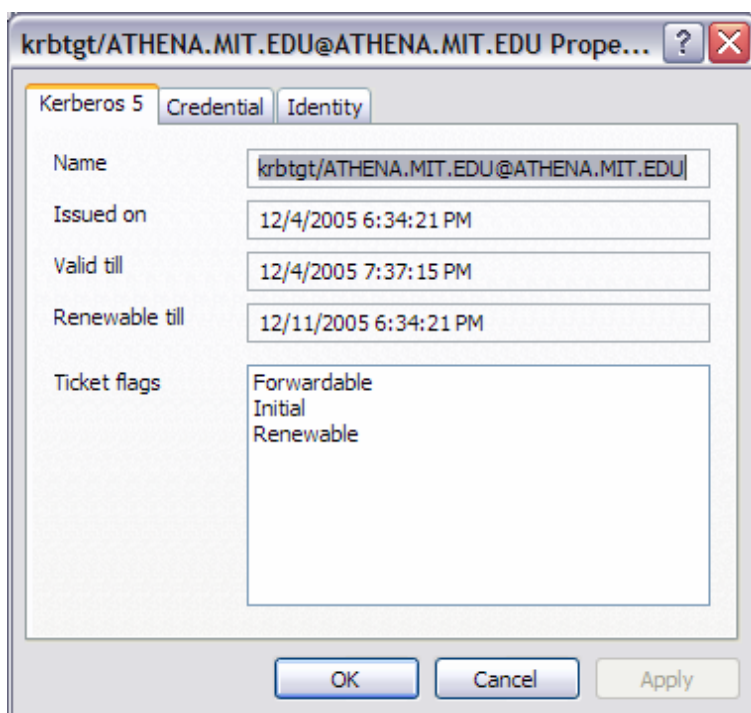 krbtgt/ATHENA.MIT.EDU@ATHENA.MIT.EDU Prope... ?
Kerberos 5 Credential Identity
Name krbtgt/ATHENA.MIT.EDU@ATHENA.MIT.EDU
Issued on 12/4/2005 6:34:21 PM
Valid till 12/4/2005 7:37:15 PM
Renewable till 12/11/2005 6:34:21 PM
Ticket flags Forwardable
Initial
Renewable
OK Cancel Apply